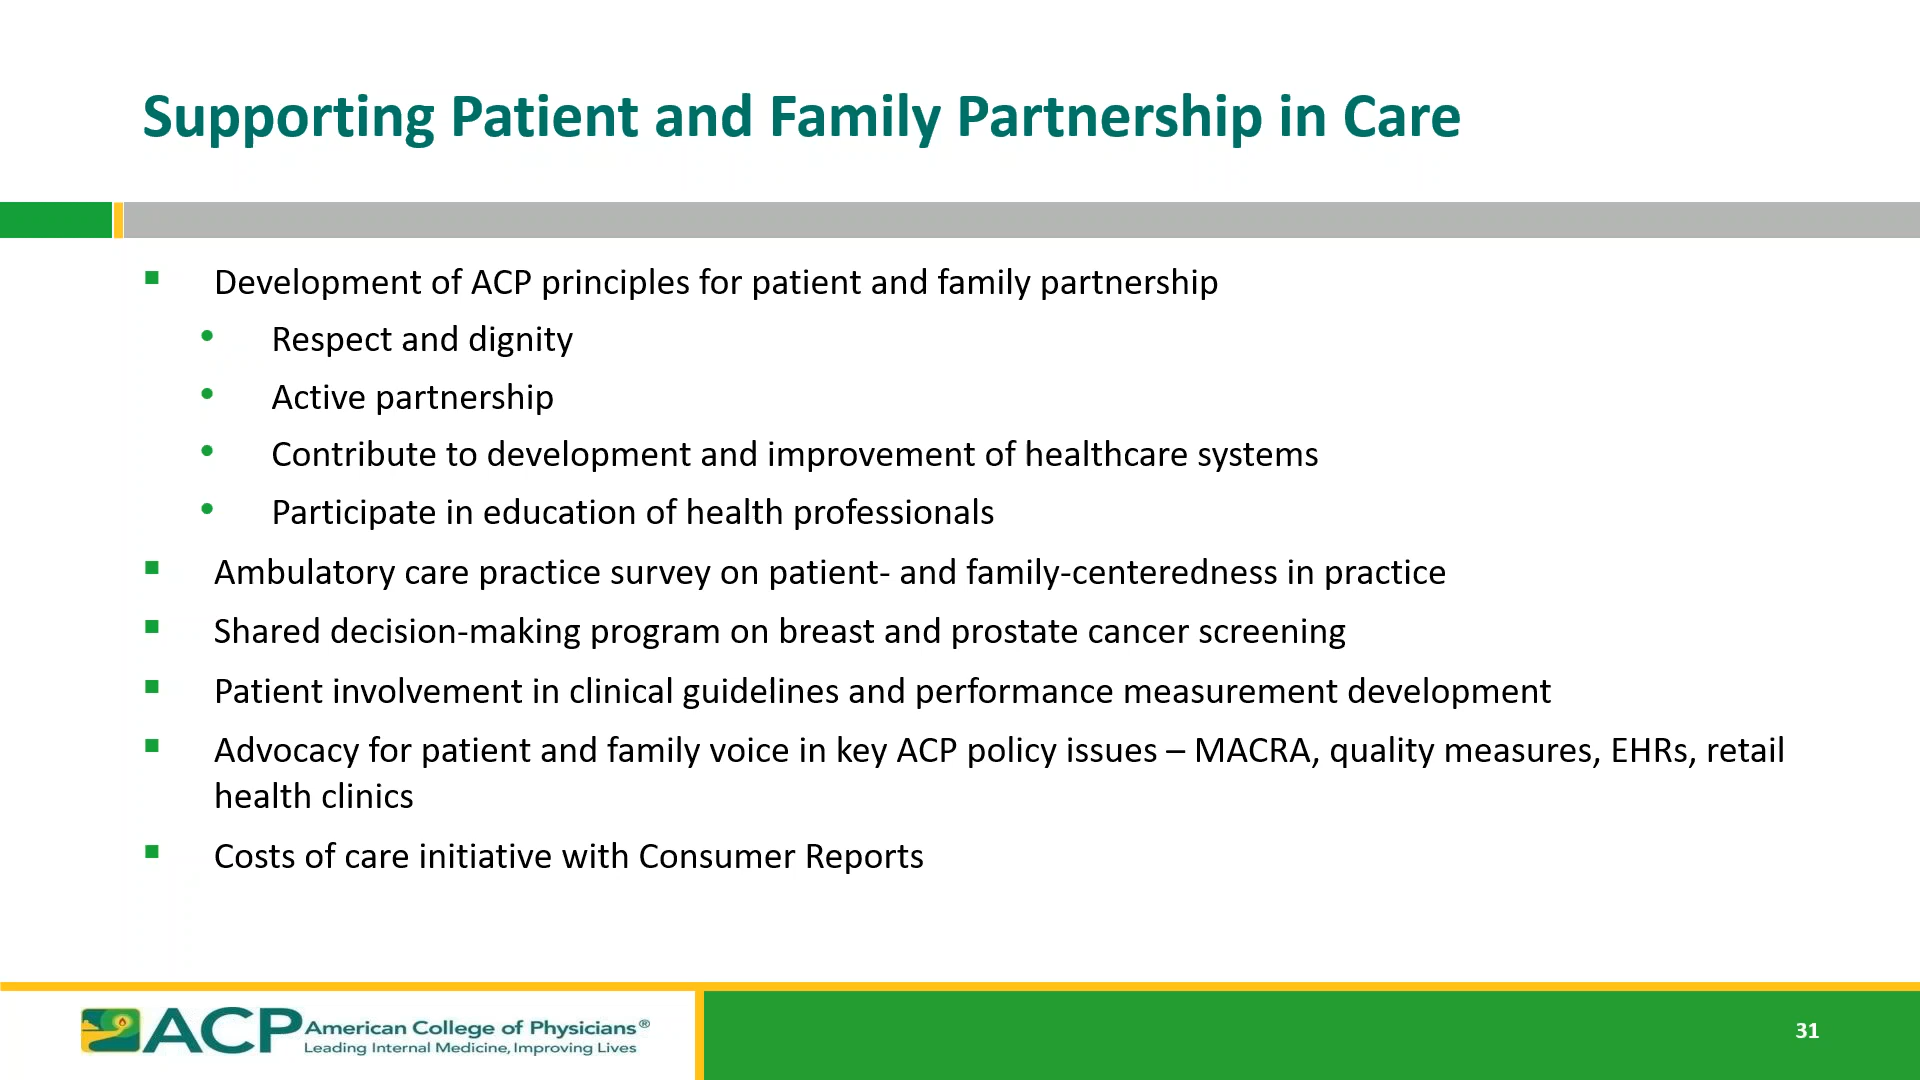 Supporting Patient and Family Partnership in Care
Development of ACP principles for patient and family partnership
Respect and dignity
Active partnership
Contribute to development and improvement of healthcare systems
Participate in education of health professionals
Ambulatory care practice survey on patient- and family-centeredness in practice
Shared decision-making program on breast and prostate cancer screening
Patient involvement in clinical guidelines and performance measurement development
Advocacy for patient and family voice in key ACP policy issues – MACRA, quality measures, EHRs, retail
health clinics
Costs of care initiative with Consumer Reports
ACP American College of Physicians®
Leading Internal Medicine, Improving Lives
31